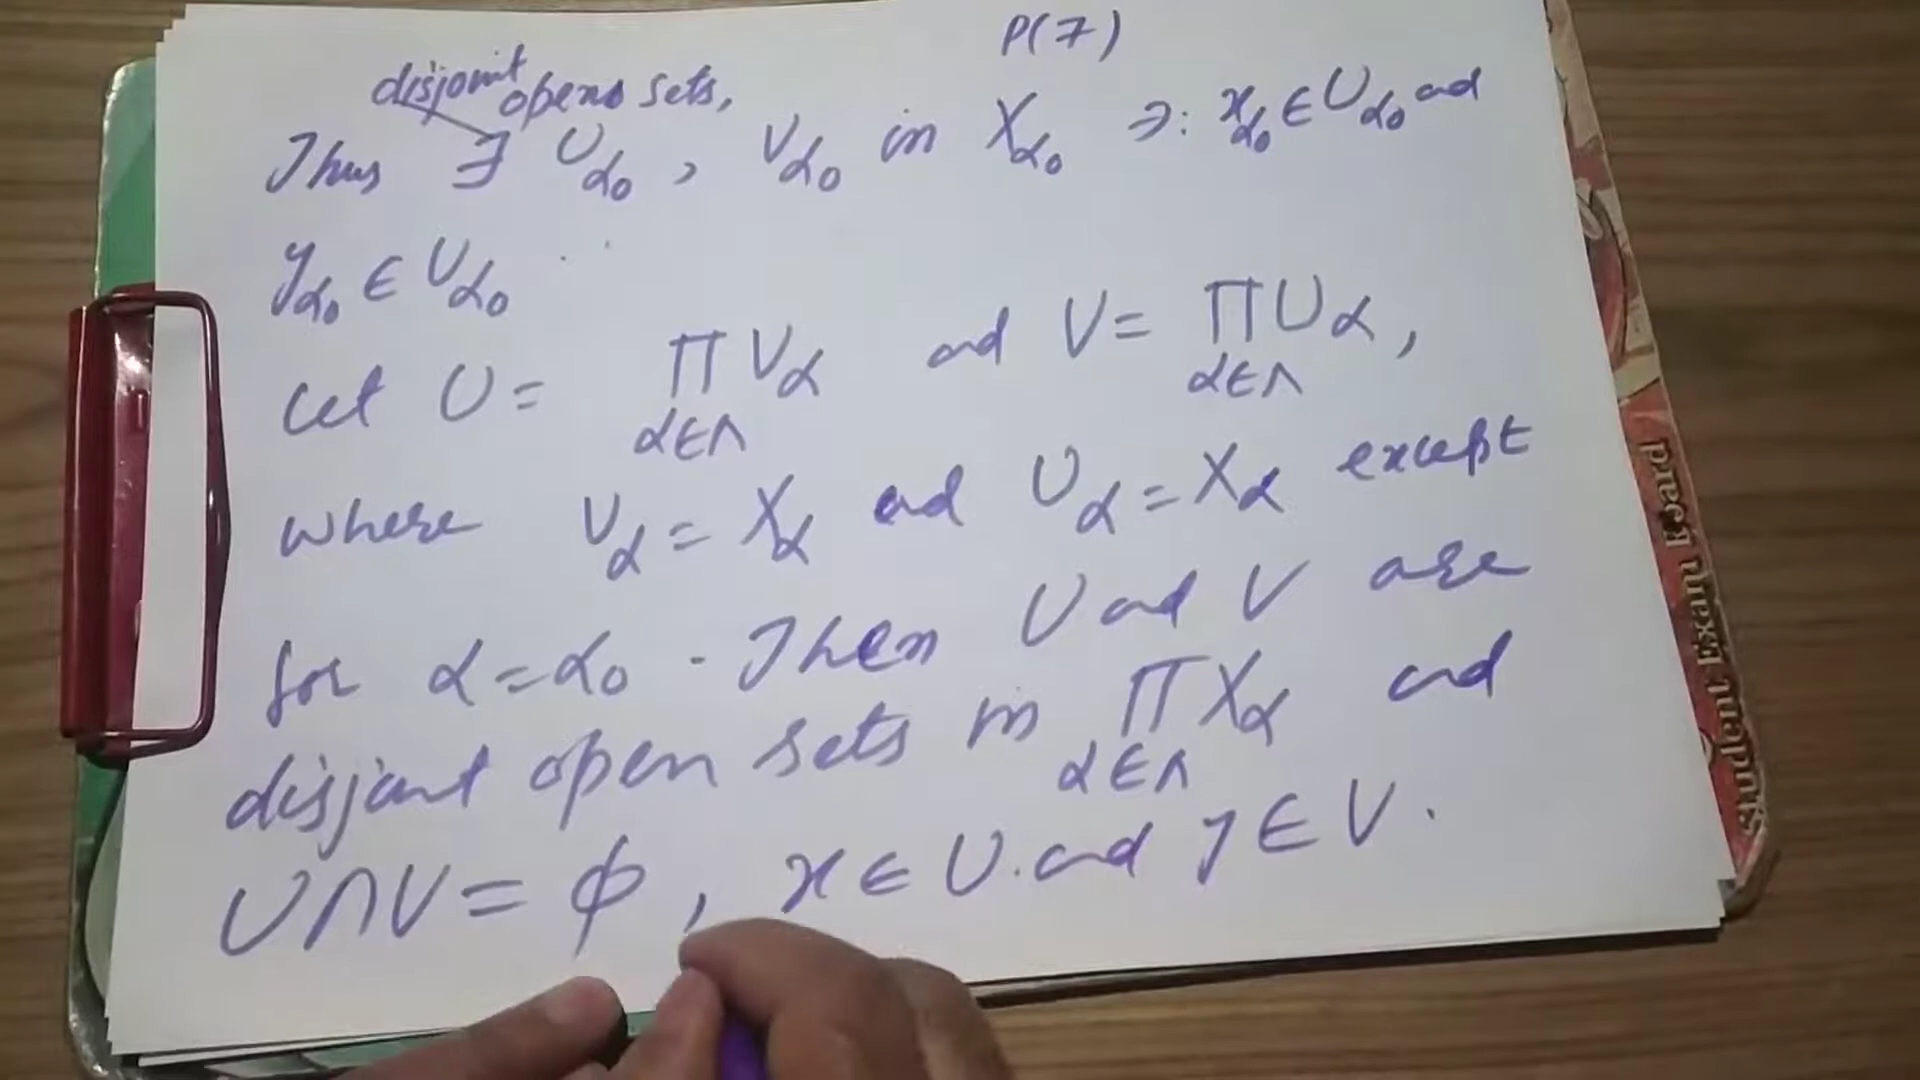 P(7)
disjoint opens sets,
Thus ∃ U_α₀, V_α₀ in X_α₀ ∋: x_α₀ ∈ U_α₀ and
y_α₀ ∈ U_α₀
Let U = ∏_{α∈Λ} V_α and V = ∏_{α∈Λ} U_α,
where V_α = X_α and U_α = X_α except
for α = α₀. Then U and V are
disjoint open sets in ∏_{α∈Λ} X_α and
U∩V = ϕ, x ∈ U. and y ∈ V.
Student Exam Board